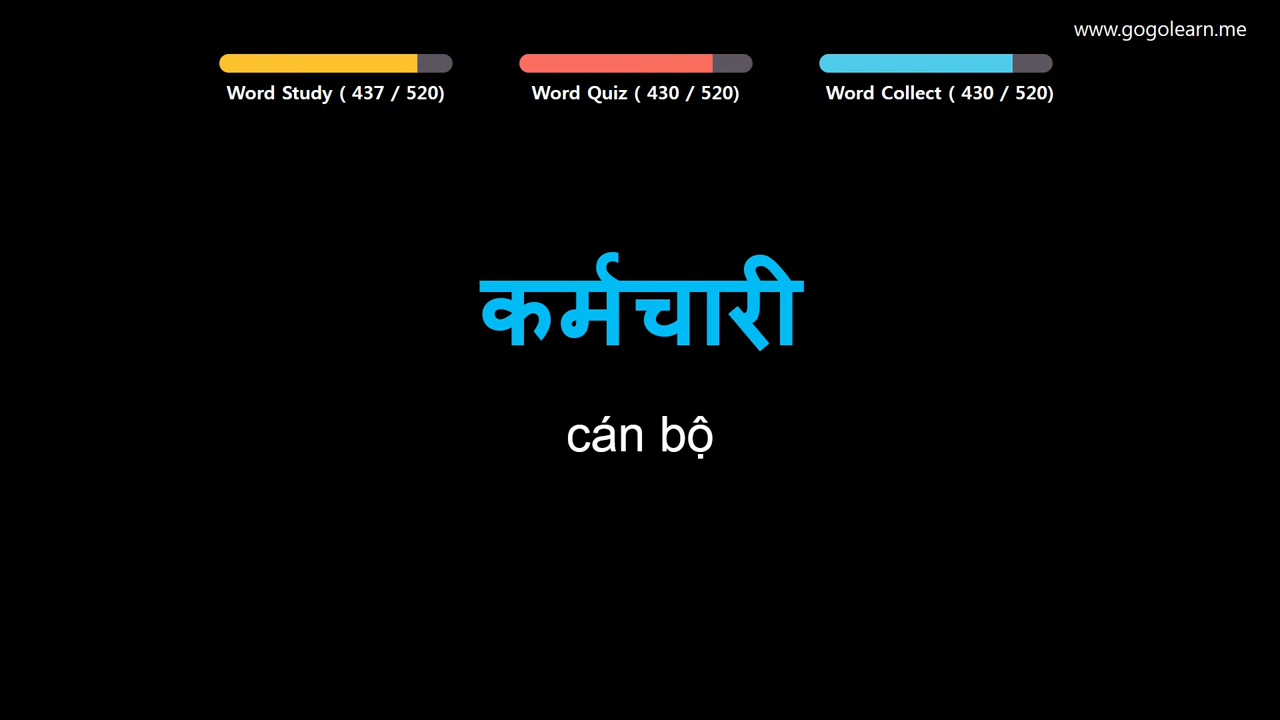 www.gogolearn.me
Word Study ( 437 / 520)
Word Quiz ( 430 / 520)
Word Collect ( 430 / 520)
कर्मचारी
cán bộ